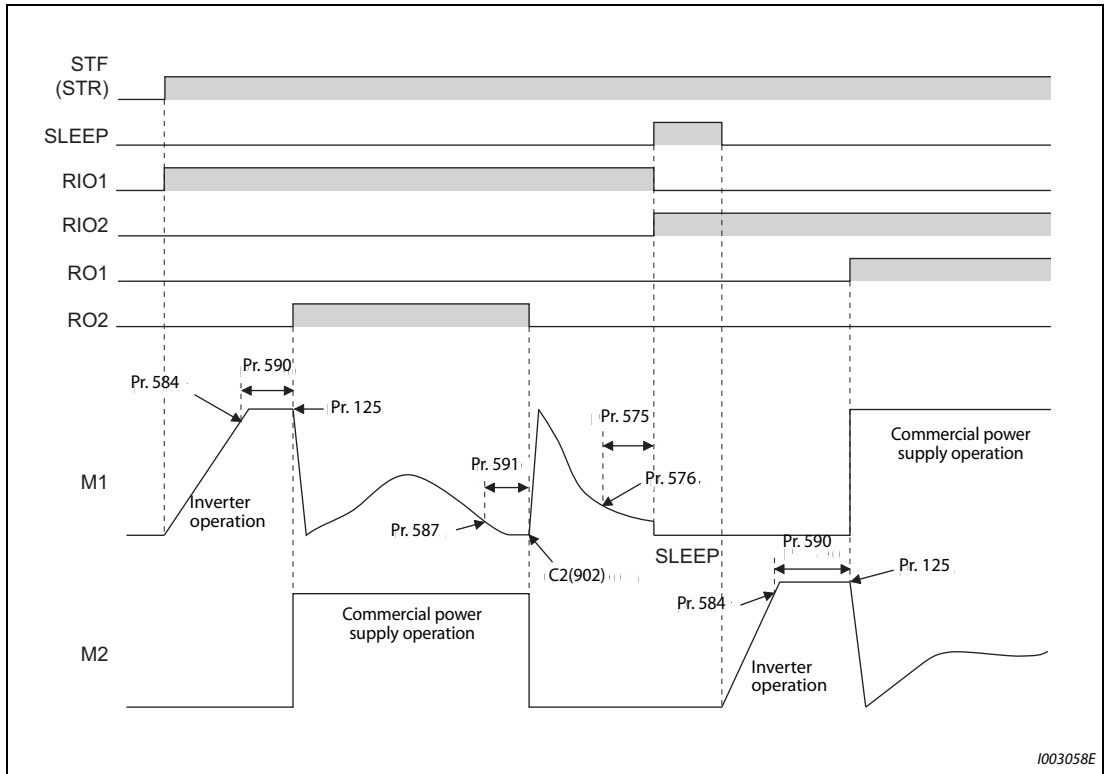 STF
(STR)
SLEEP
RIO1
RIO2
RO1
RO2
Pr. 590
Pr. 584
Pr. 125
Pr. 575
Commercial power
supply operation
Pr. 591
M1
Pr. 576
Inverter
operation
Pr. 587
SLEEP
Pr. 590
C2(902)
Pr. 125
Pr. 584
Commercial power
supply operation
M2
Inverter
operation
I003058E